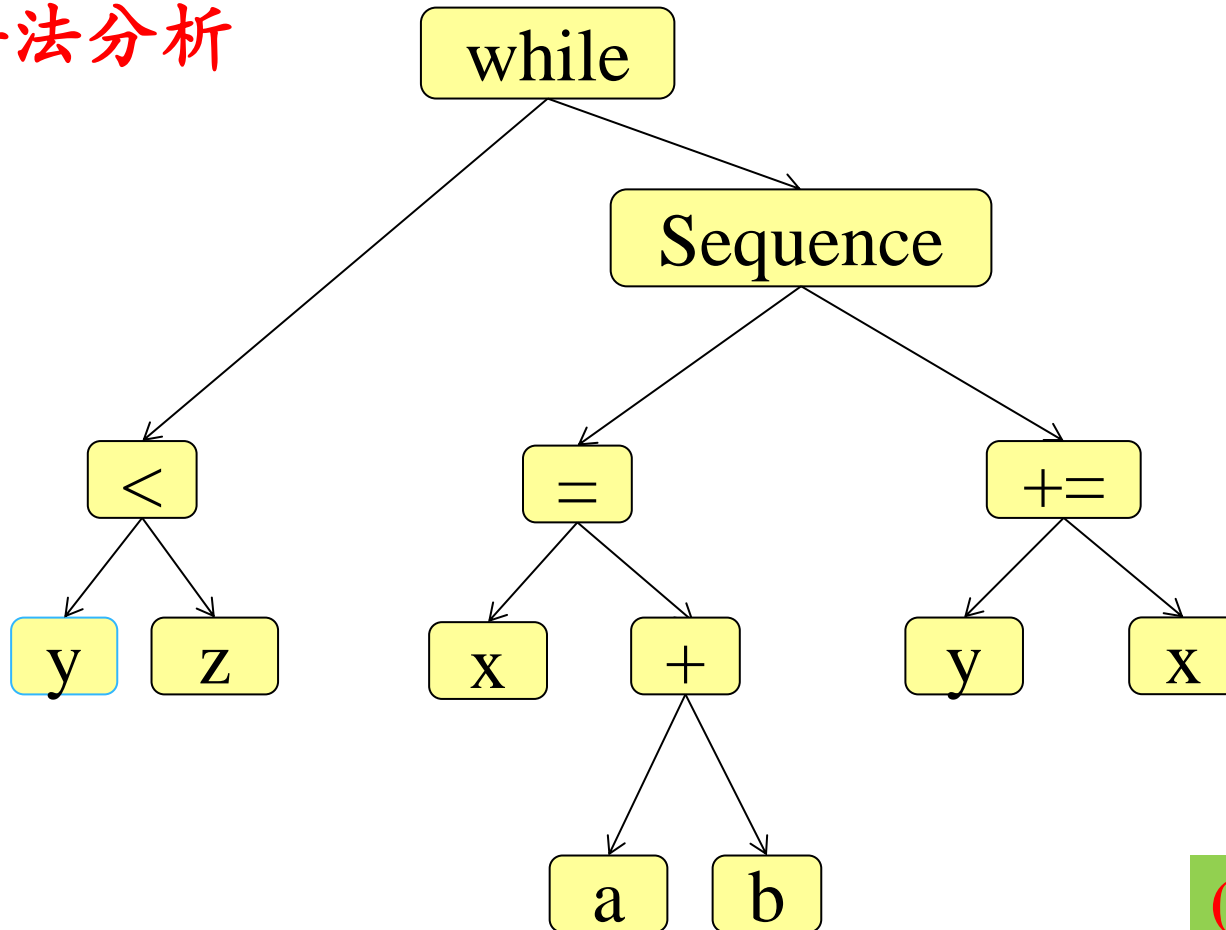 法分析
while
Sequence
< = +=
y z x + y x
a b
(